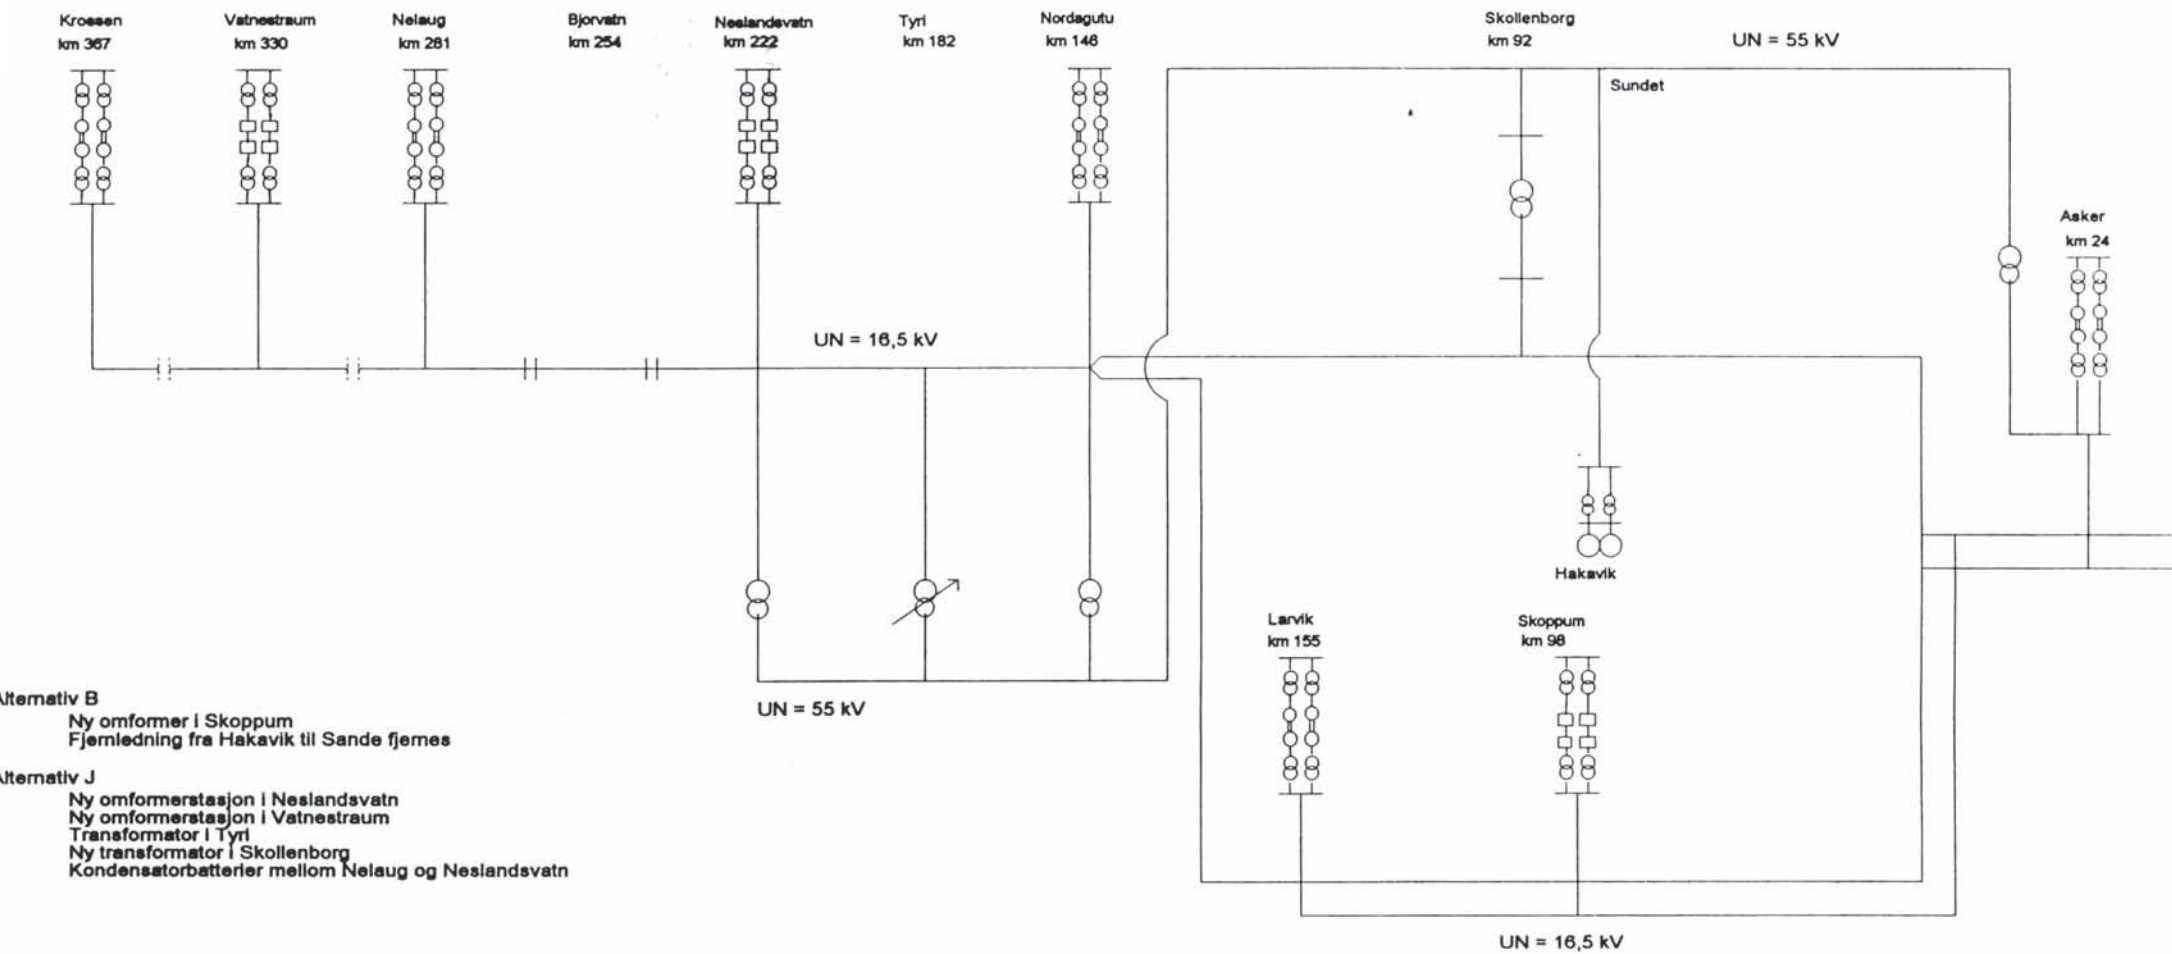 Krossen
km 367
Vatnestraum
km 330
Nelaug
km 281
Bjorvatn
km 254
Neslandsvatn
km 222
Tyri
km 182
Nordagutu
km 146
Skollenborg
km 92
UN = 55 kV
Sundet
Asker
km 24
UN = 16,5 kV
Hakavik
Larvik
km 155
Skoppum
km 98
UN = 55 kV
Alternativ B
Ny omformer i Skoppum
Fjernledning fra Hakavik til Sande fjernes
Alternativ J
Ny omformerstasjon i Neslandsvatn
Ny omformerstasjon i Vatnestraum
Transformator i Tyri
Ny transformator i Skollenborg
Kondensatorbatterier mellom Nelaug og Neslandsvatn
UN = 16,5 kV